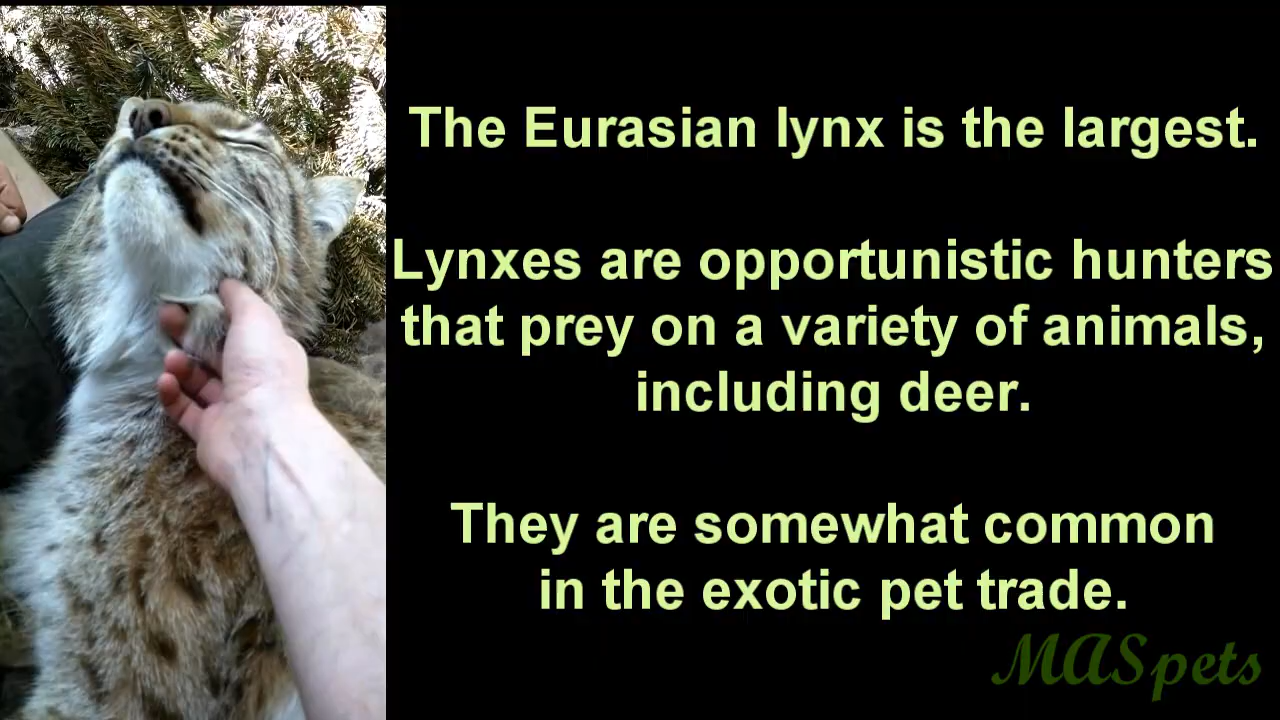 The Eurasian lynx is the largest.
Lynxes are opportunistic hunters
that prey on a variety of animals,
including deer.
They are somewhat common
in the exotic pet trade.
MASpets